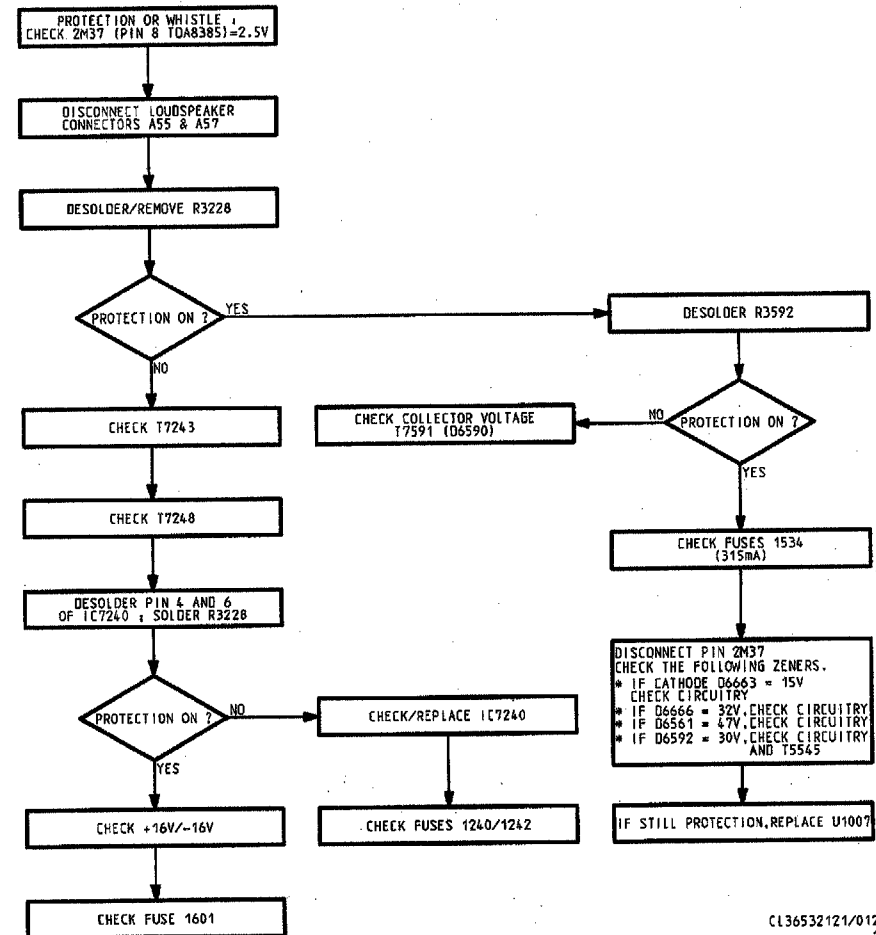 PROTECTION OR WHISTLE ;
CHECK 2M37 (PIN 8 TDA8385)=2.5V
DISCONNECT LOUDSPEAKER
CONNECTORS A55 & A57
DESOLDER/REMOVE R3228
PROTECTION ON ?
YES
NO
DESOLDER R3592
CHECK T7243
CHECK COLLECTOR VOLTAGE
T7591 (D6590)
NO
PROTECTION ON ?
YES
CHECK T7248
CHECK FUSES 1534
(315mA)
DESOLDER PIN 4 AND 6
OF IC7240 ; SOLDER R3228
DISCONNECT PIN 2M37
CHECK THE FOLLOWING ZENERS.
* IF CATHODE D6663 = 15V
CHECK CIRCUITRY
* IF D6666 = 32V,CHECK CIRCUITRY
* IF D6561 = 47V,CHECK CIRCUITRY
* IF D6592 = 30V,CHECK CIRCUITRY
AND T5545
PROTECTION ON ?
NO
YES
CHECK/REPLACE IC7240
CHECK +16V/-16V
CHECK FUSES 1240/1242
IF STILL PROTECTION,REPLACE U1007
CHECK FUSE 1601
CL36532121/012